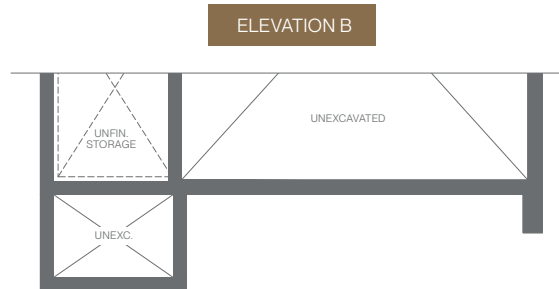 ELEVATION B
UNEXCAVATED
UNFIN.
STORAGE
UNEXC.